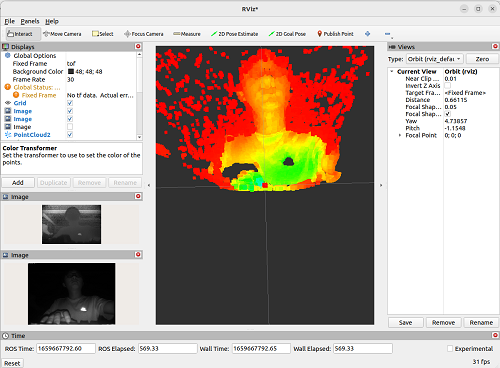 RViz*
File Panels Help
Interact Move Camera Select Focus Camera Measure 2D Pose Estimate 2D Goal Pose Publish Point
Displays
Global Options
Fixed Frame tof
Background Color 48; 48; 48
Frame Rate 30
Global Status: ...
Fixed Frame No tf data. Actual err...
Grid
Image
Image
Image
PointCloud2
Color Transformer
Set the transformer to use to set the color of the
points.
Add Duplicate Remove Rename
Image
Image
Views
Type: Orbit (rviz_defau Zero
Current View Orbit (rviz)
Near Clip ... 0.01
Invert Z Axis
Target Fra... <Fixed Frame>
Distance 0.66115
Focal Shap... 0.05
Focal Shap...
Yaw 4.73857
Pitch -1.1548
Focal Point 0; 0; 0
Save Remove Rename
Time
ROS Time: 1659667792.60 ROS Elapsed: 569.33 Wall Time: 1659667792.65 Wall Elapsed: 569.33 Experimental
Reset 31 fps